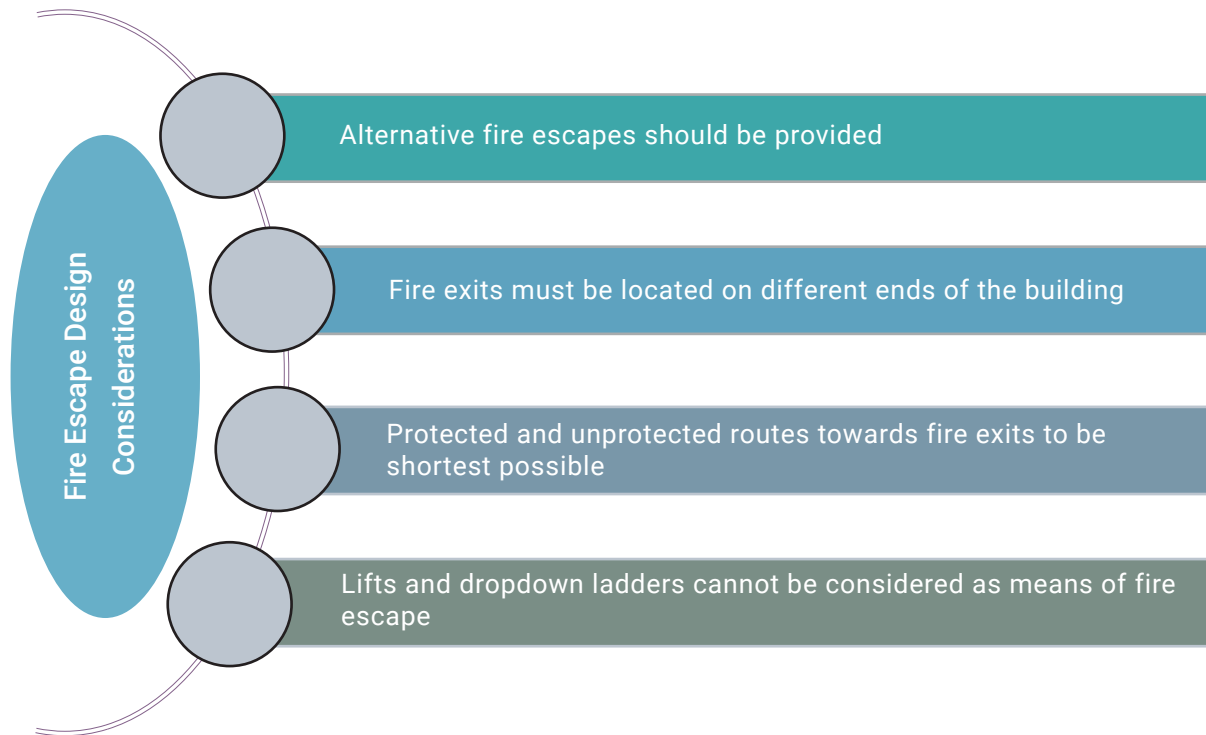 Fire Escape Design
Considerations
Alternative fire escapes should be provided
Fire exits must be located on different ends of the building
Protected and unprotected routes towards fire exits to be
shortest possible
Lifts and dropdown ladders cannot be considered as means of fire
escape